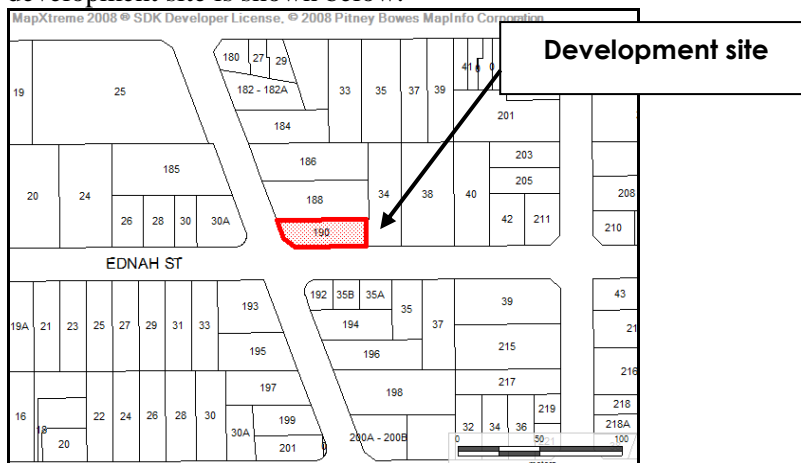 development site is shown below.
MapXtreme 2008 ® SDK Developer License, © 2008 Pitney Bowes MapInfo Corporation
Development site
180 27 29
19 25 182 - 182A 33 35 37 39 41
184 201
186 203
185 205
20 24 188 34 38 40 208
26 28 30 30A 190 42 211 210
EDNAH ST
192 35B 35A 39 43
193 194 35
19A 21 23 25 27 29 31 33 37 21
195 196 215
197 217 216
198
16 22 24 26 28 30 199 219 218
30A 200A - 200B 32 34 36 218A
20 201
0 50 100